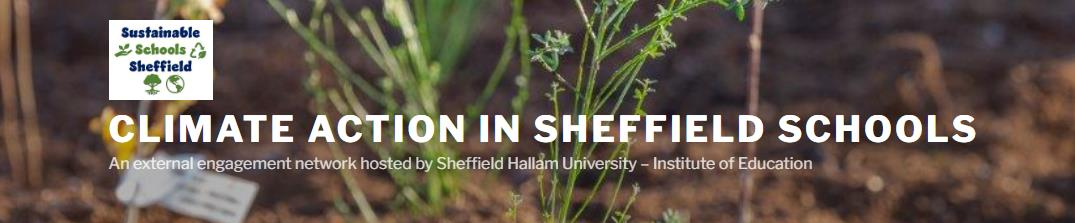 Sustainable
Schools
Sheffield
CLIMATE ACTION IN SHEFFIELD SCHOOLS
An external engagement network hosted by Sheffield Hallam University – Institute of Education